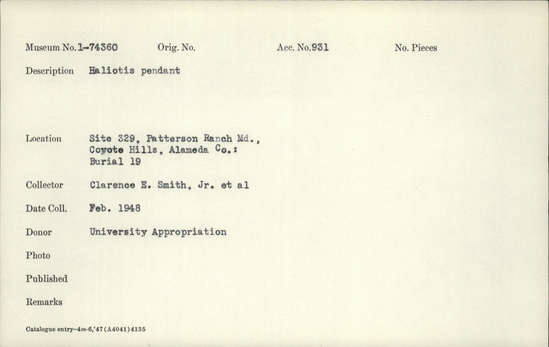 Museum No. 1-74360 Orig. No. Acc. No. 931 No. Pieces
Description Haliotis pendant
Location Site 329, Patterson Ranch Md.,
Coyote Hills, Alameda Co.:
Burial 19
Collector Clarence E. Smith, Jr. et al
Date Coll. Feb. 1948
Donor University Appropriation
Photo
Published
Remarks
Catalogue entry—4m-6,'47 (A4041) 4135